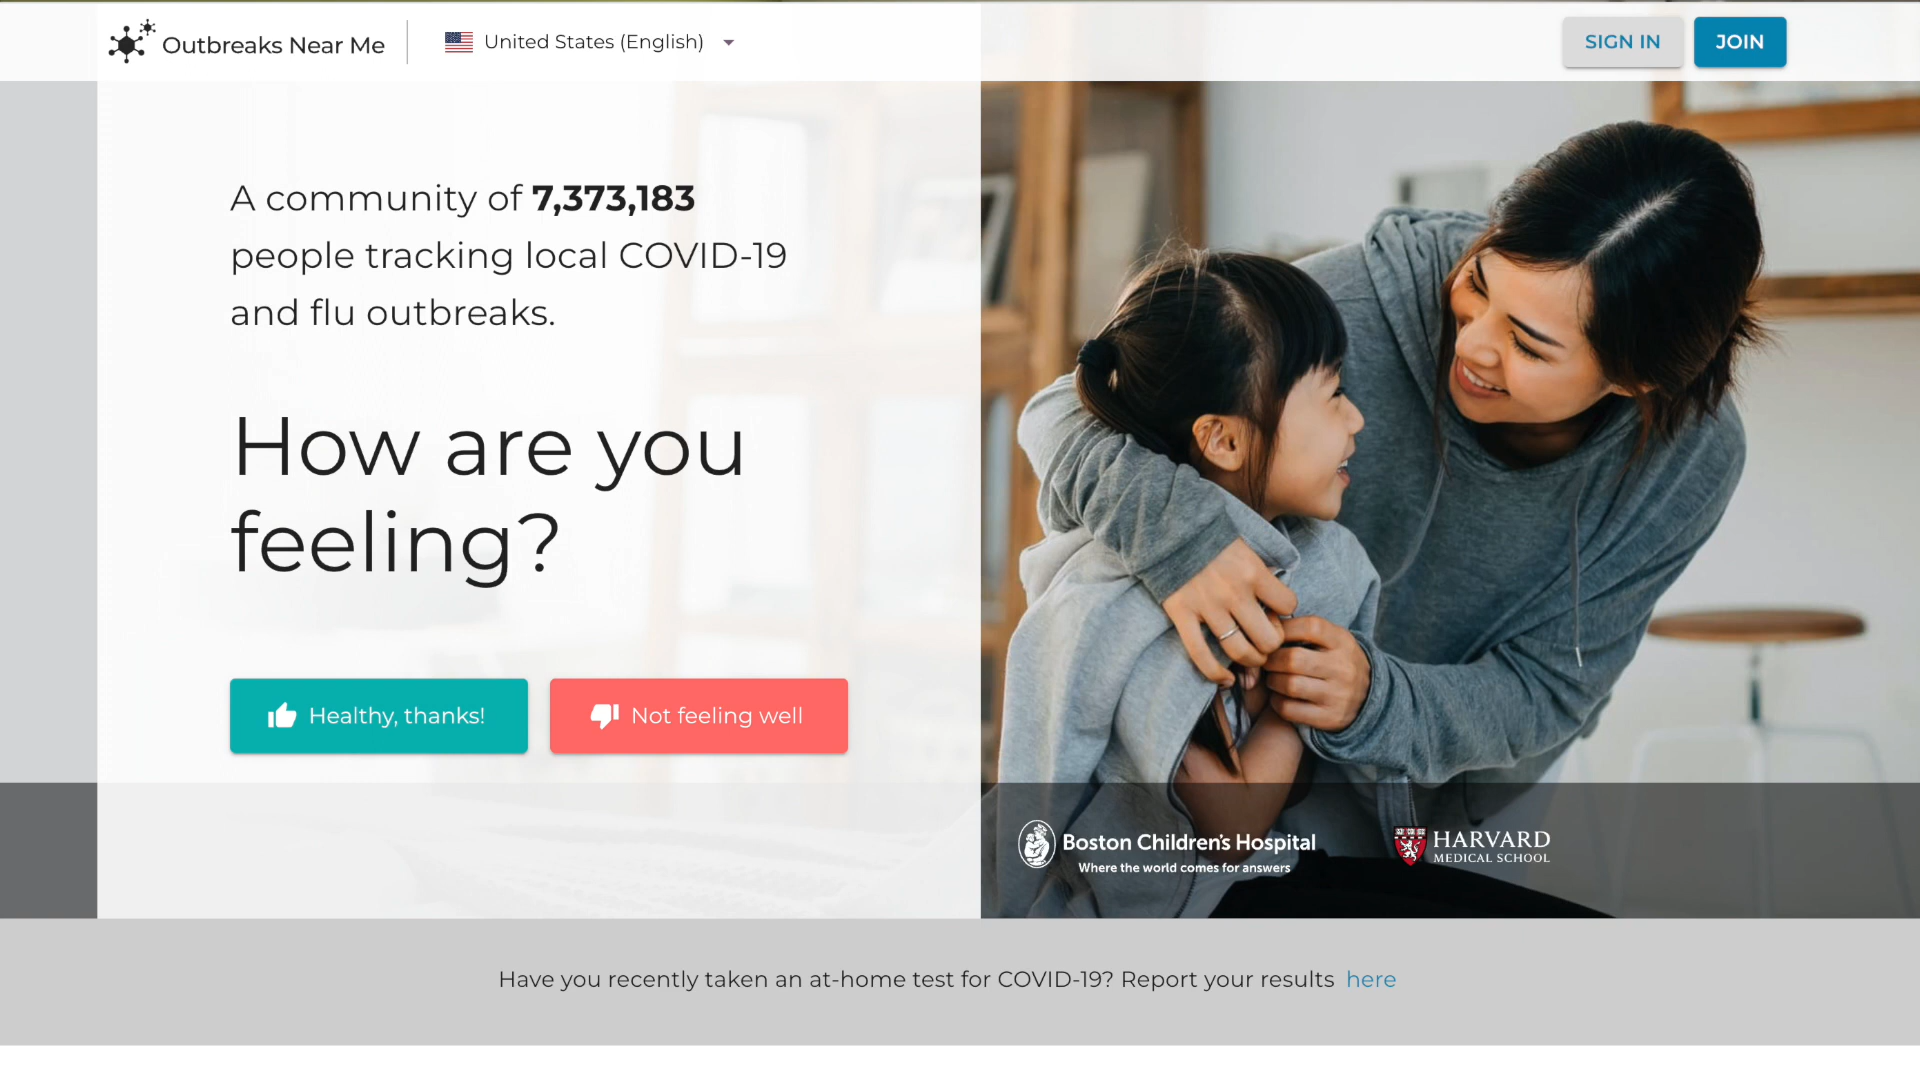 Outbreaks Near Me
United States (English)
SIGN IN
JOIN
A community of 7,373,183
people tracking local COVID-19
and flu outbreaks.
How are you
feeling?
Healthy, thanks!
Not feeling well
Boston Children's Hospital
Where the world comes for answers
HARVARD
MEDICAL SCHOOL
Have you recently taken an at-home test for COVID-19? Report your results here